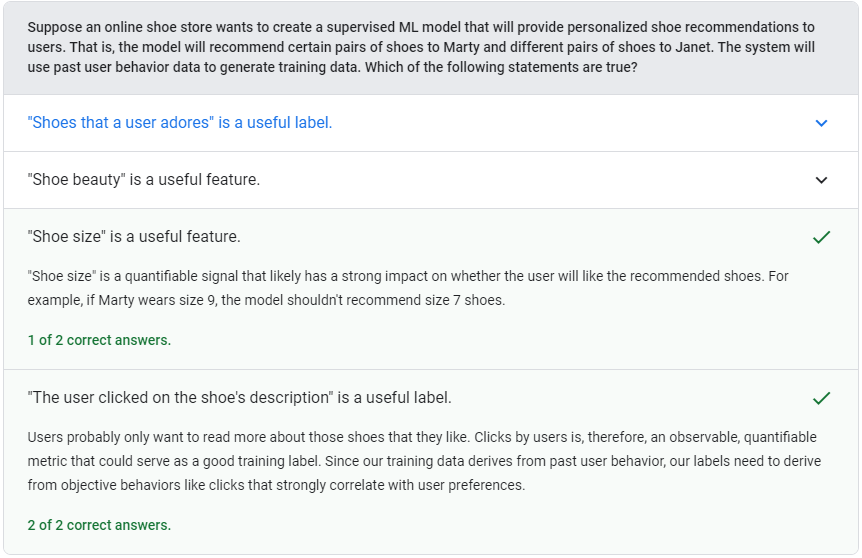 Suppose an online shoe store wants to create a supervised ML model that will provide personalized shoe recommendations to
users. That is, the model will recommend certain pairs of shoes to Marty and different pairs of shoes to Janet. The system will
use past user behavior data to generate training data. Which of the following statements are true?
"Shoes that a user adores" is a useful label.
"Shoe beauty" is a useful feature.
"Shoe size" is a useful feature.
"Shoe size" is a quantifiable signal that likely has a strong impact on whether the user will like the recommended shoes. For
example, if Marty wears size 9, the model shouldn't recommend size 7 shoes.
1 of 2 correct answers.
"The user clicked on the shoe's description" is a useful label.
Users probably only want to read more about those shoes that they like. Clicks by users is, therefore, an observable, quantifiable
metric that could serve as a good training label. Since our training data derives from past user behavior, our labels need to derive
from objective behaviors like clicks that strongly correlate with user preferences.
2 of 2 correct answers.